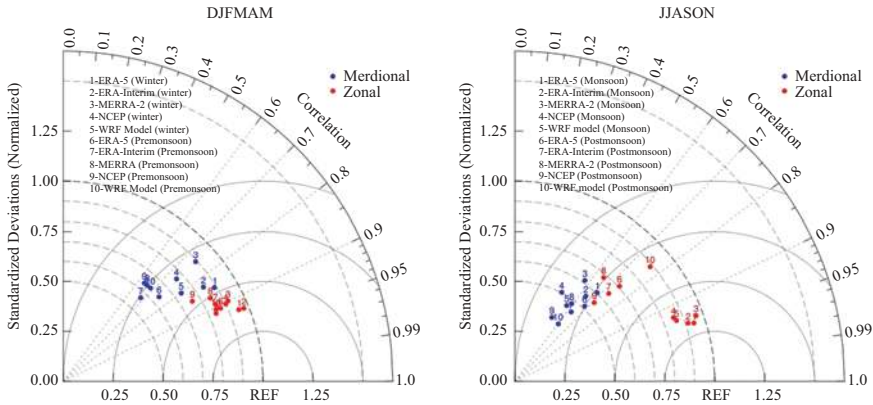 DJFMAM
Standardized Deviations (Normalized)
0.00
0.25
0.50
0.75
1.00
1.25
0.25
0.50
0.75
REF
1.25
0.0
0.1
0.2
0.3
0.4
0.5
0.6
0.7
0.8
0.9
0.95
0.99
1.0
Correlation
1-ERA-5 (Winter)
2-ERA-Interim (winter)
3-MERRA-2 (winter)
4-NCEP (winter)
5-WRF Model (winter)
6-ERA-5 (Premonsoon)
7-ERA-Interim (Premonsoon)
8-MERRA (Premonsoon)
9-NCEP (Premonsoon)
10-WRF Model (Premonsoon)
Merdional
Zonal
JJASON
Standardized Deviations (Normalized)
0.00
0.25
0.50
0.75
1.00
1.25
0.25
0.50
0.75
REF
1.25
0.0
0.1
0.2
0.3
0.4
0.5
0.6
0.7
0.8
0.9
0.95
0.99
1.0
Correlation
1-ERA-5 (Monsoon)
2-ERA-Interim (Monsoon)
3-MERRA-2 (Monsoon)
4-NCEP (Monsoon)
5-WRF model (Monsoon)
6-ERA-5 (Postmonsoon)
7-ERA-Interim (Postmonsoon)
8-MERRA-2 (Postmonsoon)
9-NCEP (Postmonsoon)
10-WRF model (Postmonsoon)
Merdional
Zonal